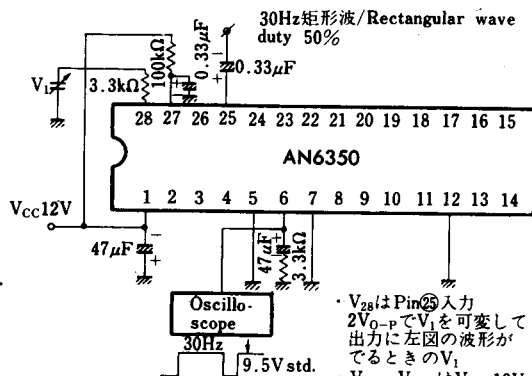 30Hz矩形波/Rectangular wave
duty 50%
0.33μF
0.33μF
100kΩ
V₁
3.3kΩ
28 27 26 25 24 23 22 21 20 19 18 17 16 15
AN6350
1 2 3 4 5 6 7 8 9 10 11 12 13 14
VCC12V
47μF
47μF
3.3kΩ
Oscillo-
scope
30Hz
9.5V std.
・V28はPin㉕入力
2VO-PでV₁を可変して
出力に左図の波形が
でるときのV₁